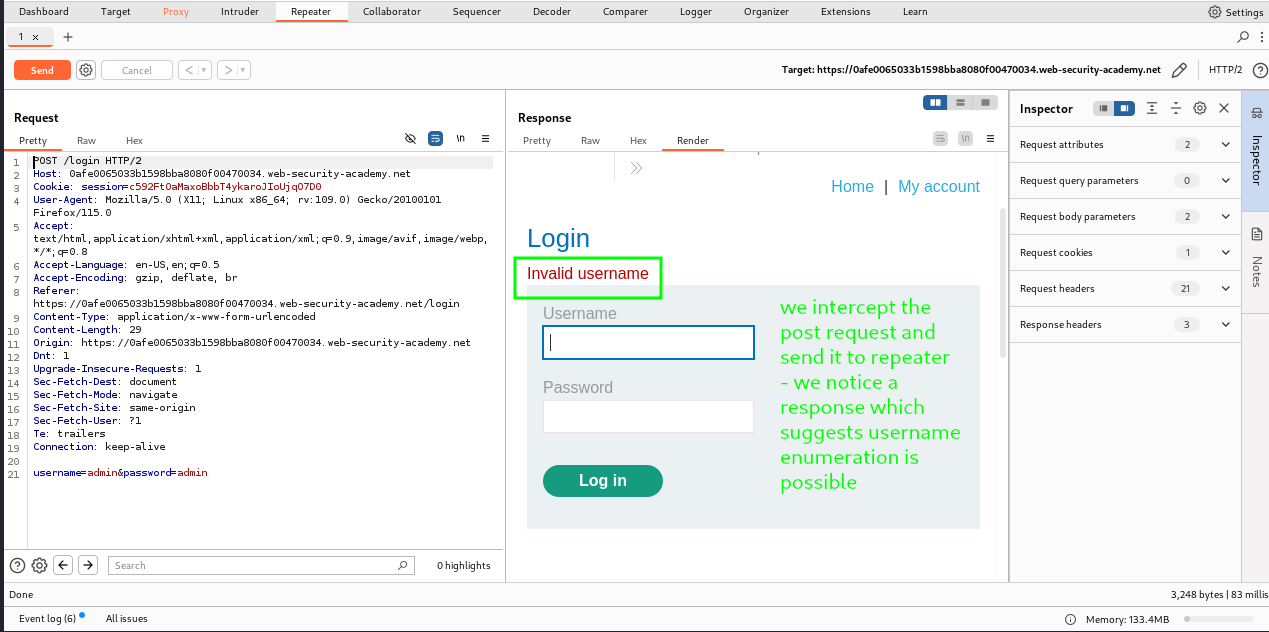 Dashboard Target Proxy Intruder Repeater Collaborator Sequencer Decoder Comparer Logger Organizer Extensions Learn Settings
1 × +
Send Cancel < >
Target: https://0afe0065033b1598bba8080f00470034.web-security-academy.net HTTP/2
Request
Pretty Raw Hex
\n
1 POST /login HTTP/2
2 Host: 0afe0065033b1598bba8080f00470034.web-security-academy.net
3 Cookie: session=c592FtOaMaxoBbbT4ykaroJIoUjqO7D0
4 User-Agent: Mozilla/5.0 (X11; Linux x86_64; rv:109.0) Gecko/20100101
Firefox/115.0
5 Accept:
text/html,application/xhtml+xml,application/xml;q=0.9,image/avif,image/webp,
*/*;q=0.8
6 Accept-Language: en-US,en;q=0.5
7 Accept-Encoding: gzip, deflate, br
8 Referer:
https://0afe0065033b1598bba8080f00470034.web-security-academy.net/login
9 Content-Type: application/x-www-form-urlencoded
10 Content-Length: 29
11 Origin: https://0afe0065033b1598bba8080f00470034.web-security-academy.net
12 Dnt: 1
13 Upgrade-Insecure-Requests: 1
14 Sec-Fetch-Dest: document
15 Sec-Fetch-Mode: navigate
16 Sec-Fetch-Site: same-origin
17 Sec-Fetch-User: ?1
18 Te: trailers
19 Connection: keep-alive
20
21 username=admin&password=admin
Search
0 highlights
Response
Pretty Raw Hex Render
\n
Home | My account
Login
Invalid username
Username
Password
Log in
we intercept the
post request and
send it to repeater
- we notice a
response which
suggests username
enumeration is
possible
Inspector
Request attributes 2
Request query parameters 0
Request body parameters 2
Request cookies 1
Request headers 21
Response headers 3
Inspector
Notes
Done
3,248 bytes | 83 millis
Event log (6) All issues
Memory: 133.4MB